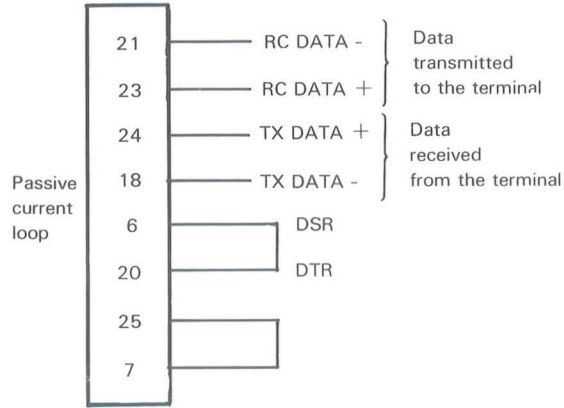 21 RC DATA -
23 RC DATA +
Data
transmitted
to the terminal
24 TX DATA +
18 TX DATA -
Data
received
from the terminal
Passive
current
loop
6 DSR
20 DTR
25
7